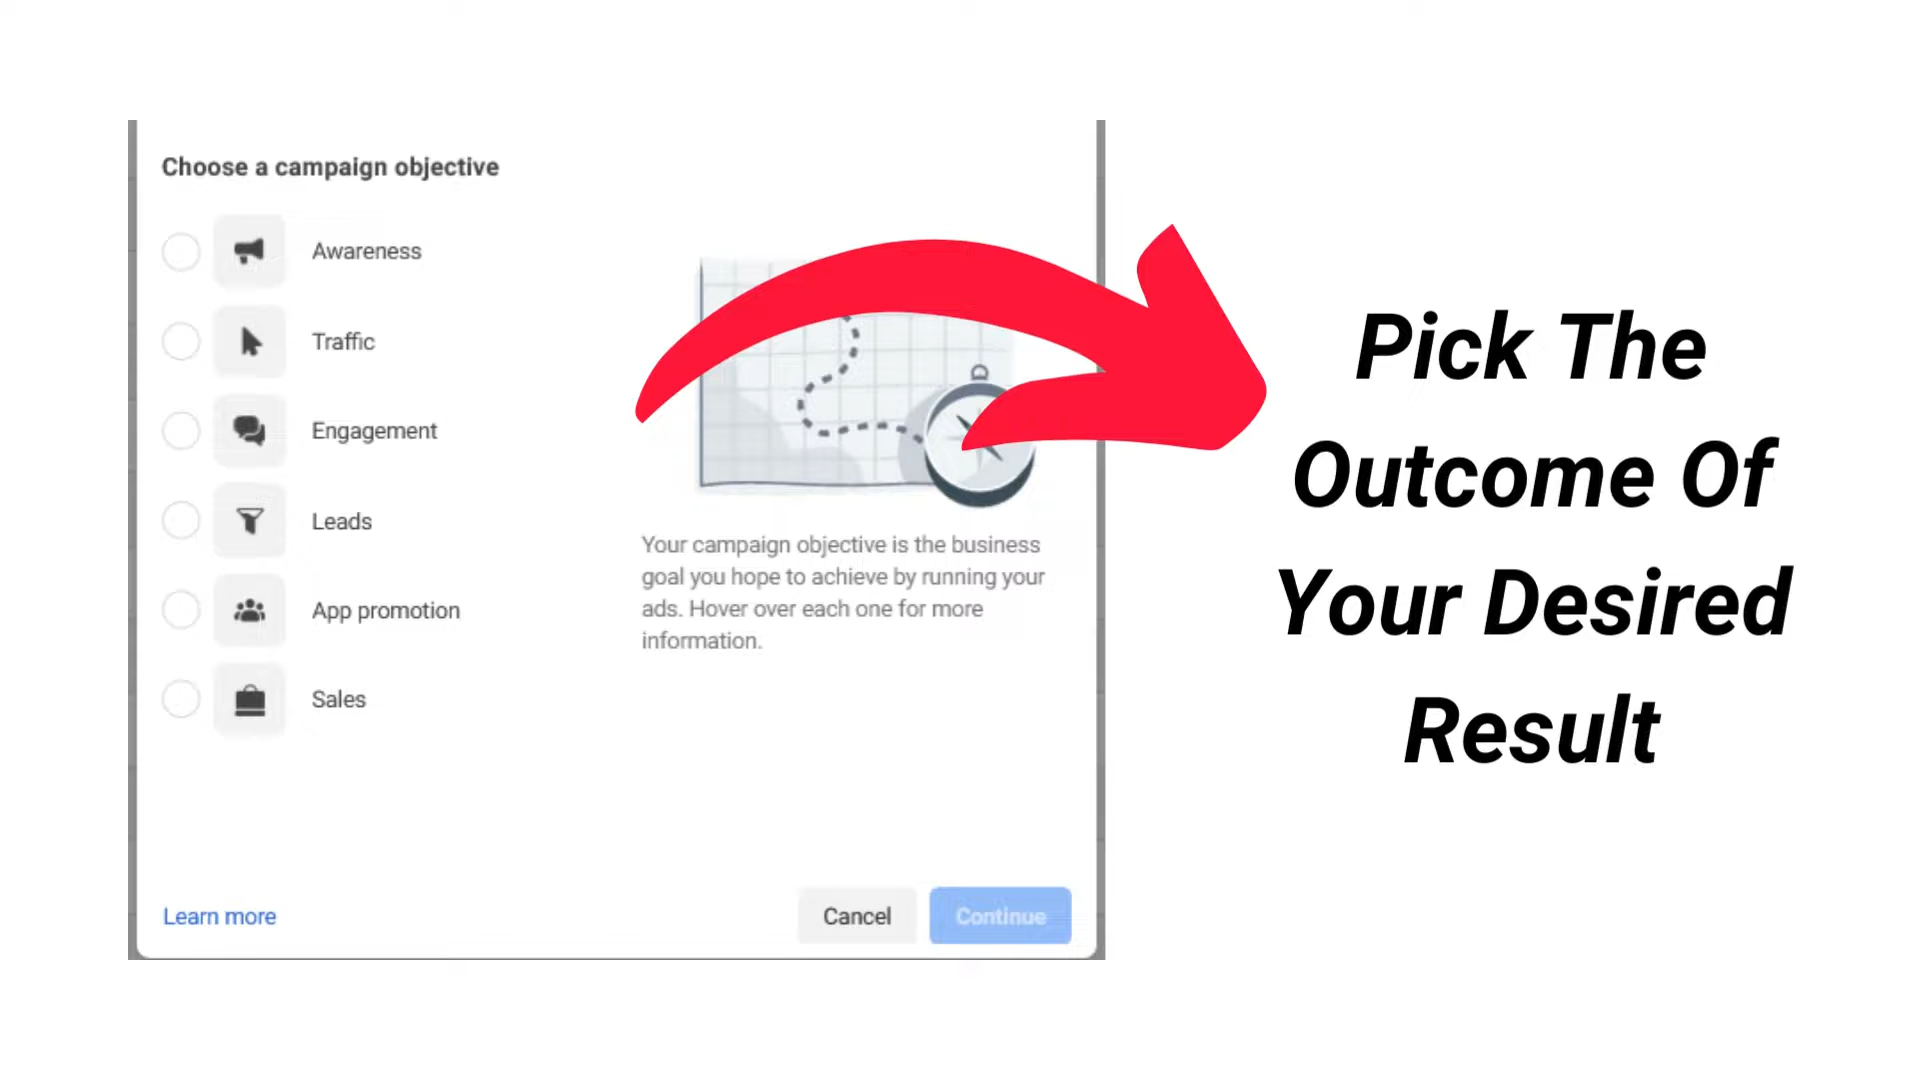 Choose a campaign objective
Awareness
Traffic
Engagement
Leads
App promotion
Sales
Your campaign objective is the business
goal you hope to achieve by running your
ads. Hover over each one for more
information.
Learn more
Cancel
Continue
Pick The
Outcome Of
Your Desired
Result